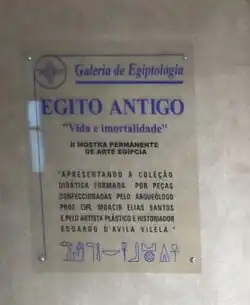 Galeria de Egiptologia
EGITO ANTIGO
"Vida e imortalidade"
II MOSTRA PERMANENTE
DE ARTE EGÍPCIA
"APRESENTANDO A COLEÇÃO
DIDÁTICA FORMADA POR PEÇAS
CONFECCIONADAS PELO ARQUEÓLOGO
PROF. DR. MOACIR ELIAS SANTOS
E PELO ARTISTA PLÁSTICO E HISTORIADOR
EDUARDO D'AVILA VILELA."